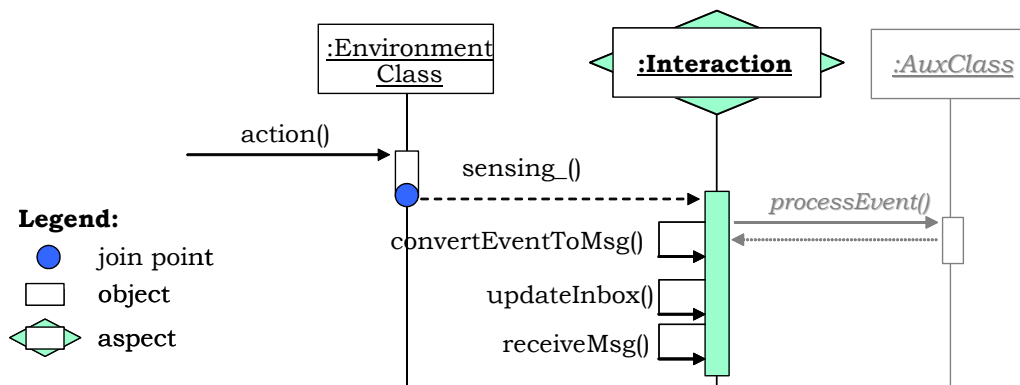 :Environment
Class
:Interaction
:AuxClass
action()
sensing_()
processEvent()
Legend:
convertEventToMsg()
join point
object
updateInbox()
aspect
receiveMsg()